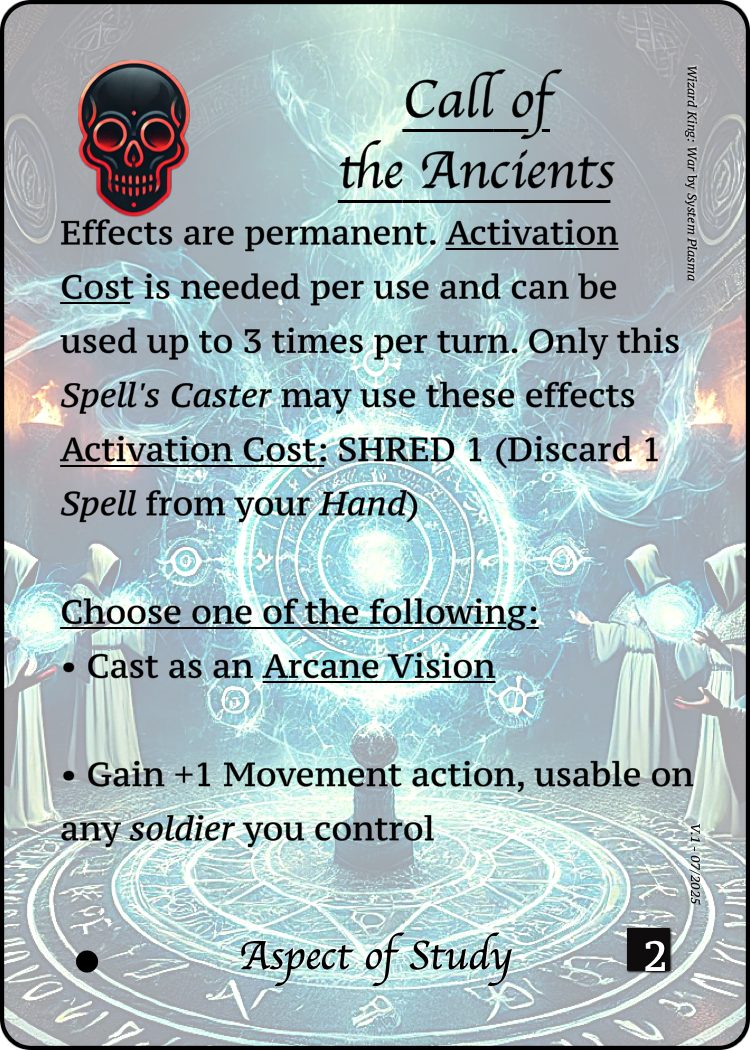 Call of
the Ancients
Wizard King: War by System Plasma
Effects are permanent. Activation
Cost is needed per use and can be
used up to 3 times per turn. Only this
Spell's Caster may use these effects
Activation Cost: SHRED 1 (Discard 1
Spell from your Hand)
Choose one of the following:
• Cast as an Arcane Vision
• Gain +1 Movement action, usable on
any soldier you control
V.1 - 07/2025
Aspect of Study
2